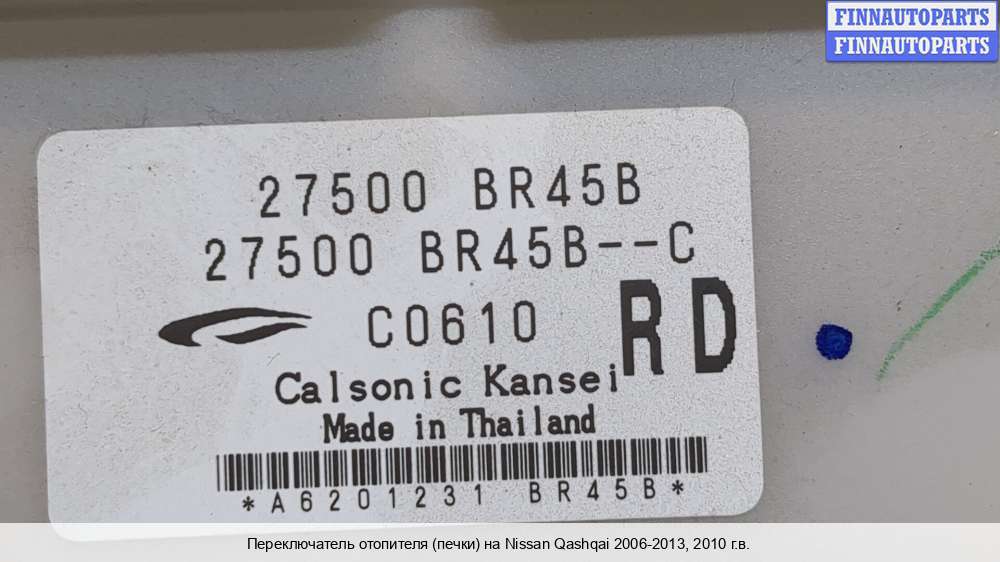 FINNAUTOPARTS
FINNAUTOPARTS
27500 BR45B
27500 BR45B--C
C0610
RD
Calsonic Kansei
Made in Thailand
*A6201231 BR45B*
Переключатель отопителя (печки) на Nissan Qashqai 2006-2013, 2010 г.в.